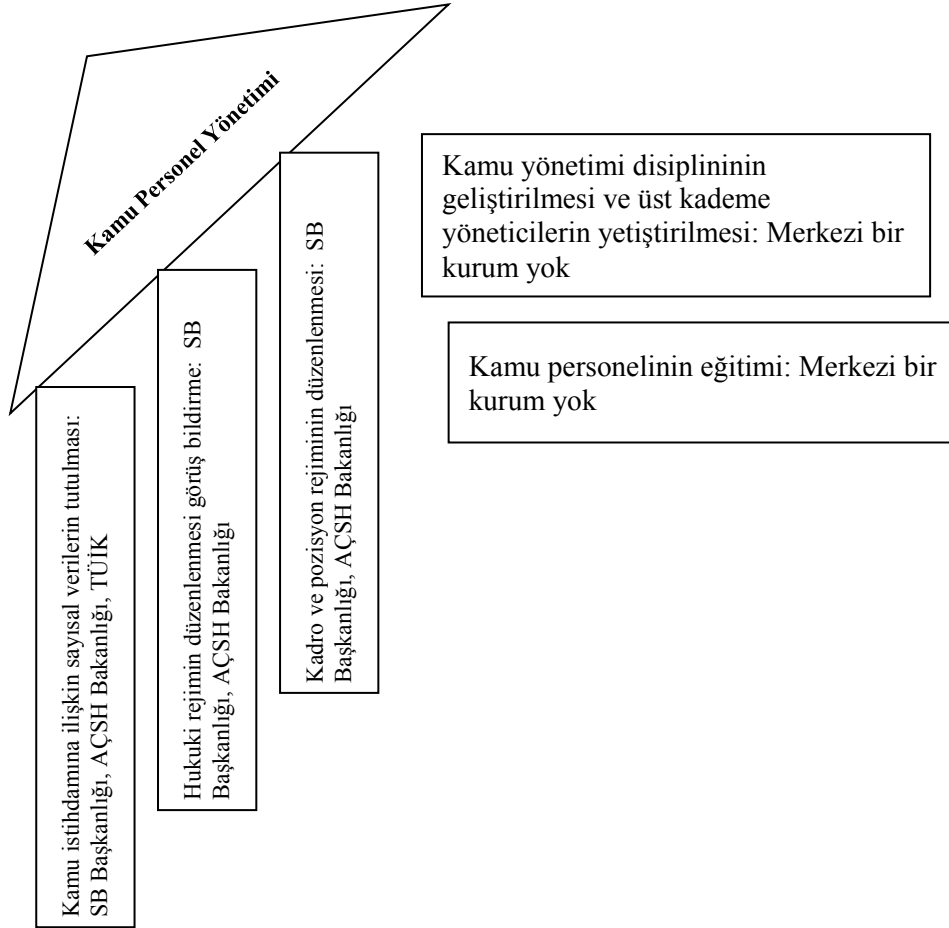 Kamu Personel Yönetimi
Kamu istihdamına ilişkin sayısal verilerin tutulması:
SB Başkanlığı, AÇSH Bakanlığı, TÜİK
Hukuki rejimin düzenlenmesi görüş bildirme: SB
Başkanlığı, AÇSH Bakanlığı
Kadro ve pozisyon rejiminin düzenlenmesi: SB
Başkanlığı, AÇSH Bakanlığı
Kamu yönetimi disiplininin
geliştirilmesi ve üst kademe
yöneticilerin yetiştirilmesi: Merkezi bir
kurum yok
Kamu personelinin eğitimi: Merkezi bir
kurum yok